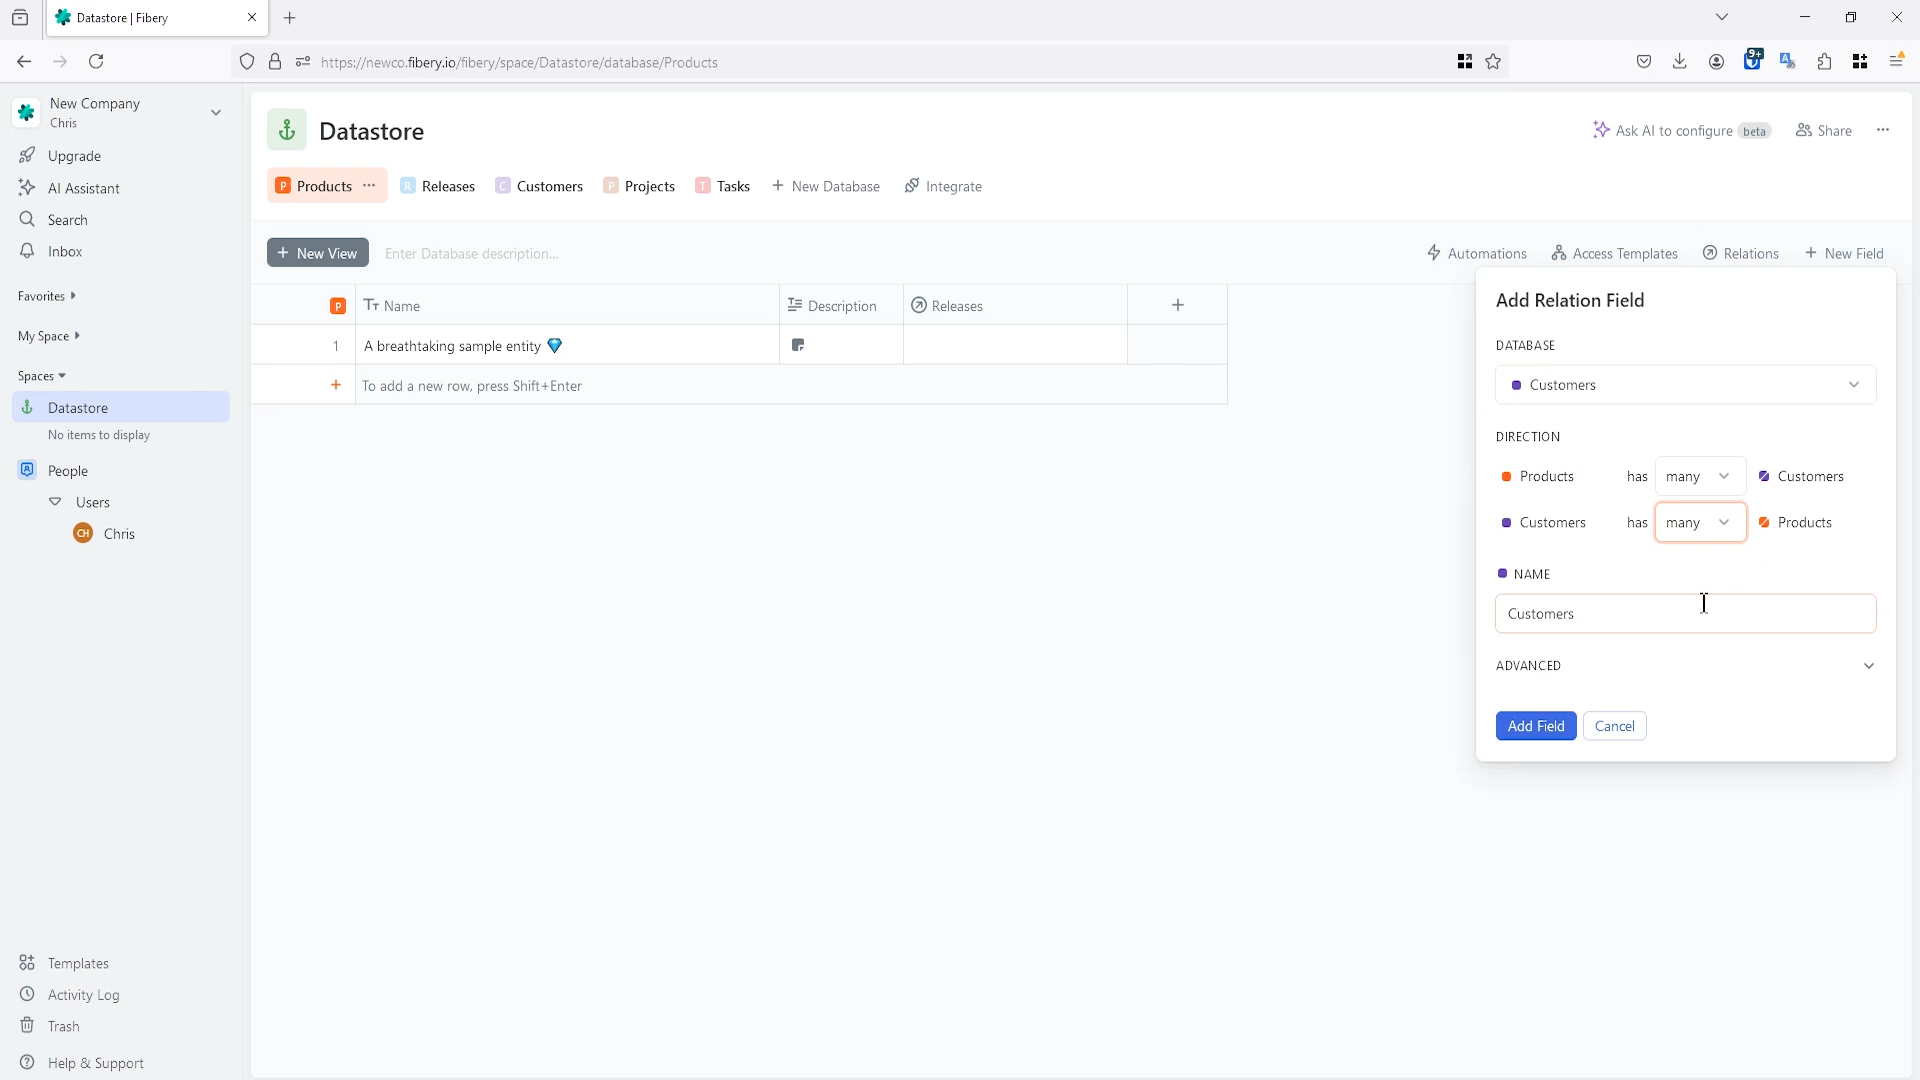 Datastore | Fibery
https://newco.fibery.io/fibery/space/Datastore/database/Products
9+
New Company
Chris
Upgrade
AI Assistant
Search
Inbox
Favorites
My Space
Spaces
Datastore
No items to display
People
Users
CH Chris
Templates
Activity Log
Trash
Help & Support
Datastore
Ask AI to configure beta
Share
P Products
R Releases
C Customers
P Projects
T Tasks
+ New Database
Integrate
+ New View
Enter Database description...
Automations
Access Templates
Relations
+ New Field
P
Tт Name
Description
Releases
+
1 A breathtaking sample entity 💎
+ To add a new row, press Shift+Enter
Add Relation Field
DATABASE
Customers
DIRECTION
Products has many Customers
Customers has many Products
NAME
Customers
ADVANCED
Add Field
Cancel